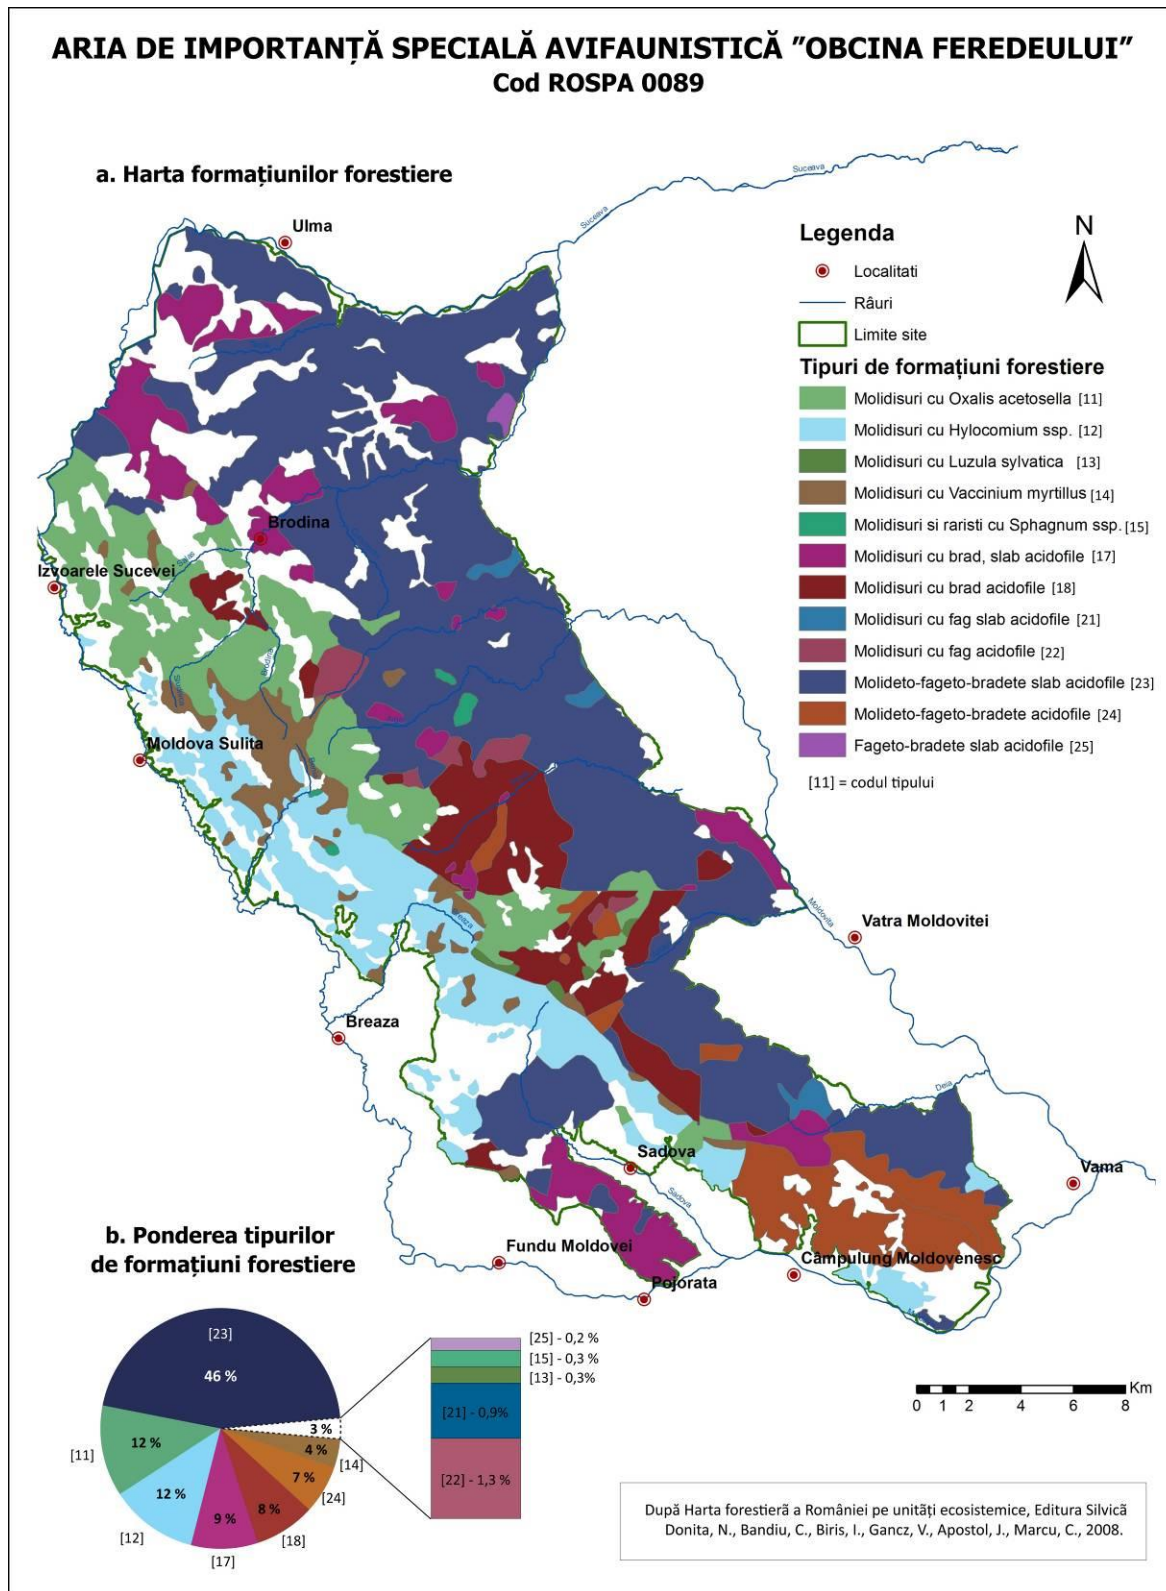 ARIA DE IMPORTANȚĂ SPECIALĂ AVIFAUNISTICĂ ”OBCINA FEREDEULUI”
Cod ROSPA 0089
a. Harta formațiunilor forestiere
Suceava
Suceava
Suceava
Ulma
Legenda
N
Localitati
Râuri
Limite site
Tipuri de formațiuni forestiere
Molidisuri cu Oxalis acetosella [11]
Molidisuri cu Hylocomium ssp. [12]
Molidisuri cu Luzula sylvatica [13]
Molidisuri cu Vaccinium myrtillus [14]
Molidisuri si raristi cu Sphagnum ssp. [15]
Molidisuri cu brad, slab acidofile [17]
Molidisuri cu brad acidofile [18]
Molidisuri cu fag slab acidofile [21]
Molidisuri cu fag acidofile [22]
Molideto-fageto-bradete slab acidofile [23]
Molideto-fageto-bradete acidofile [24]
Fageto-bradete slab acidofile [25]
[11] = codul tipului
Brodina
Izvoarele Sucevei
Brodina
Moldova Sulita
Moldovita
Vatra Moldovitei
Breaza
Breaza
Deia
Sadova
Sadova
Vama
Fundu Moldovei
Câmpulung Moldovenesc
Pojorata
b. Ponderea tipurilor
de formațiuni forestiere
[23]
46 %
3 %
4 %
[14]
7 %
[24]
8 %
[18]
9 %
[17]
12 %
[12]
12 %
[11]
[25] - 0,2 %
[15] - 0,3 %
[13] - 0,3%
[21] - 0,9%
[22] - 1,3 %
Km
0 1 2 4 6 8
După Harta forestieră a României pe unități ecosistemice, Editura Silvică
Donita, N., Bandiu, C., Biris, I., Gancz, V., Apostol, J., Marcu, C., 2008.